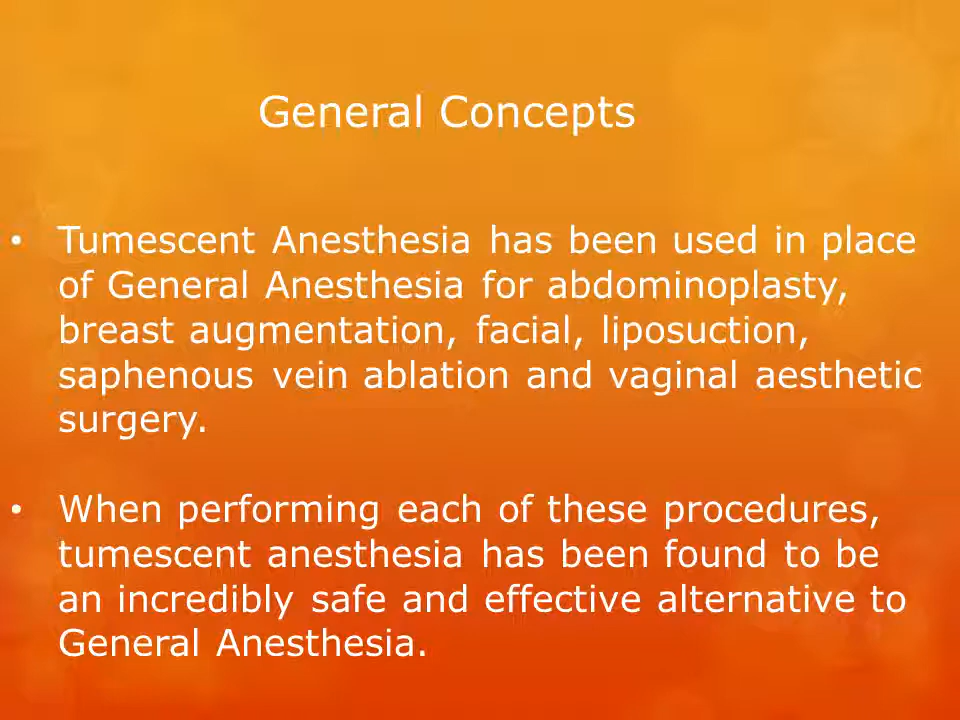 General Concepts
• Tumescent Anesthesia has been used in place
of General Anesthesia for abdominoplasty,
breast augmentation, facial, liposuction,
saphenous vein ablation and vaginal aesthetic
surgery.
• When performing each of these procedures,
tumescent anesthesia has been found to be
an incredibly safe and effective alternative to
General Anesthesia.